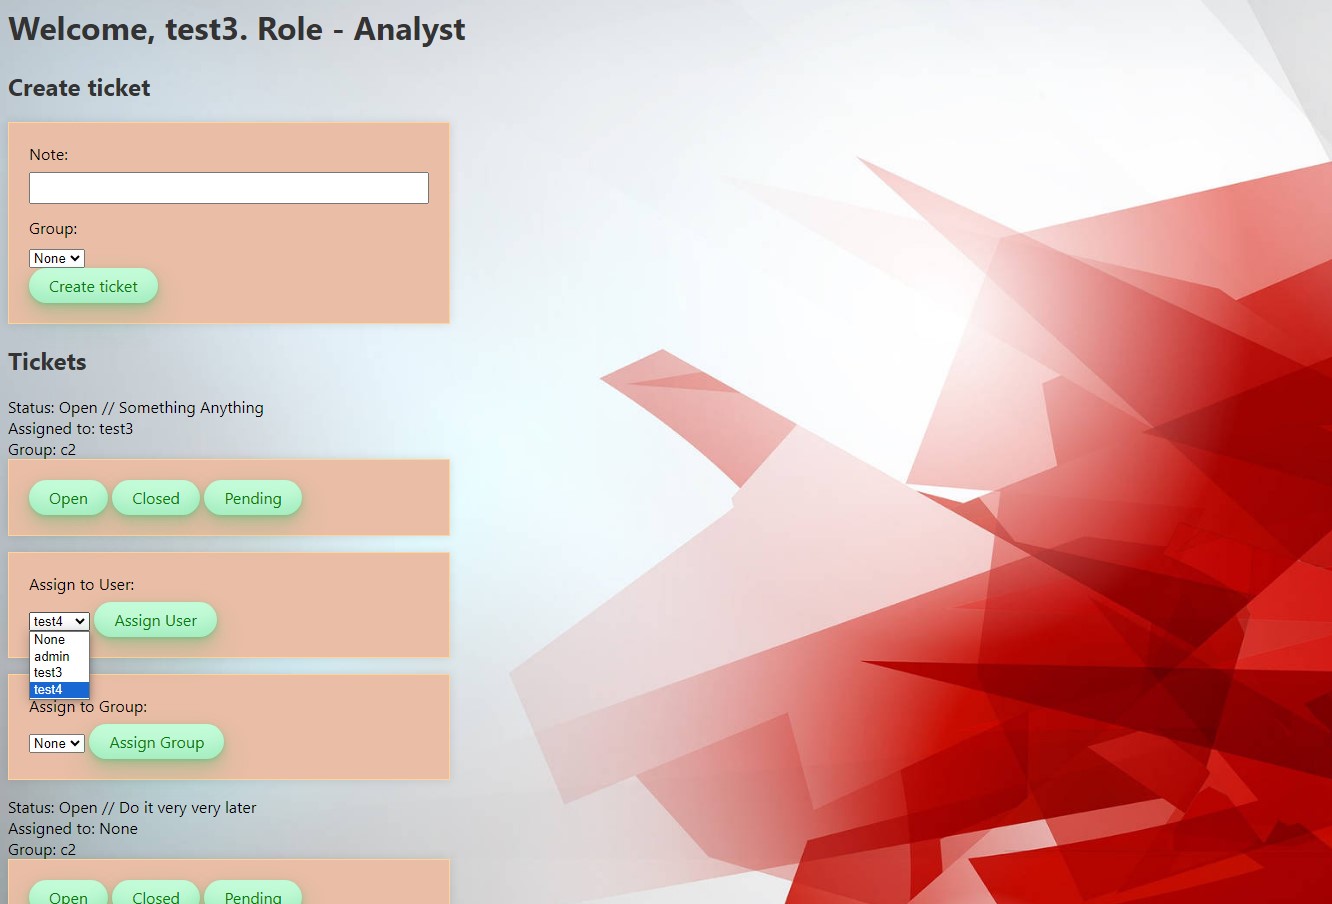 Welcome, test3. Role - Analyst
Create ticket
Note:
Group:
None
Create ticket
Tickets
Status: Open // Something Anything
Assigned to: test3
Group: c2
Open Closed Pending
Assign to User:
test4 Assign User
None
admin
test3
test4
Assign to Group:
None Assign Group
Status: Open // Do it very very later
Assigned to: None
Group: c2
Open Closed Pending